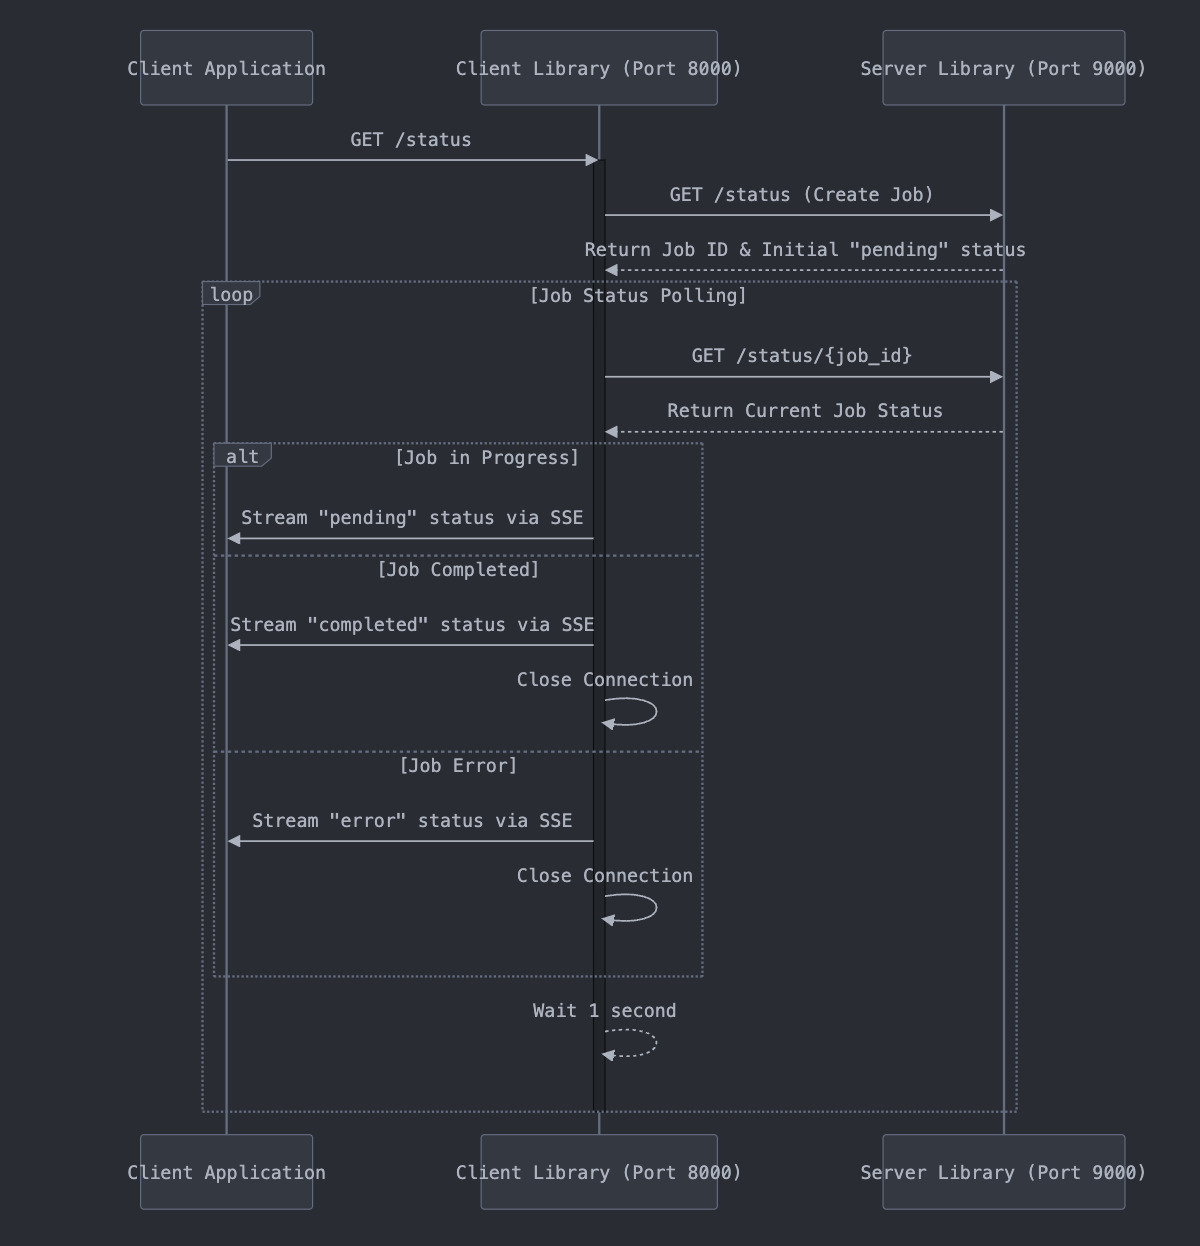 Client Application
Client Library (Port 8000)
Server Library (Port 9000)
GET /status
GET /status (Create Job)
Return Job ID & Initial "pending" status
loop
[Job Status Polling]
GET /status/{job_id}
Return Current Job Status
alt
[Job in Progress]
Stream "pending" status via SSE
[Job Completed]
Stream "completed" status via SSE
Close Connection
[Job Error]
Stream "error" status via SSE
Close Connection
Wait 1 second
Client Application
Client Library (Port 8000)
Server Library (Port 9000)